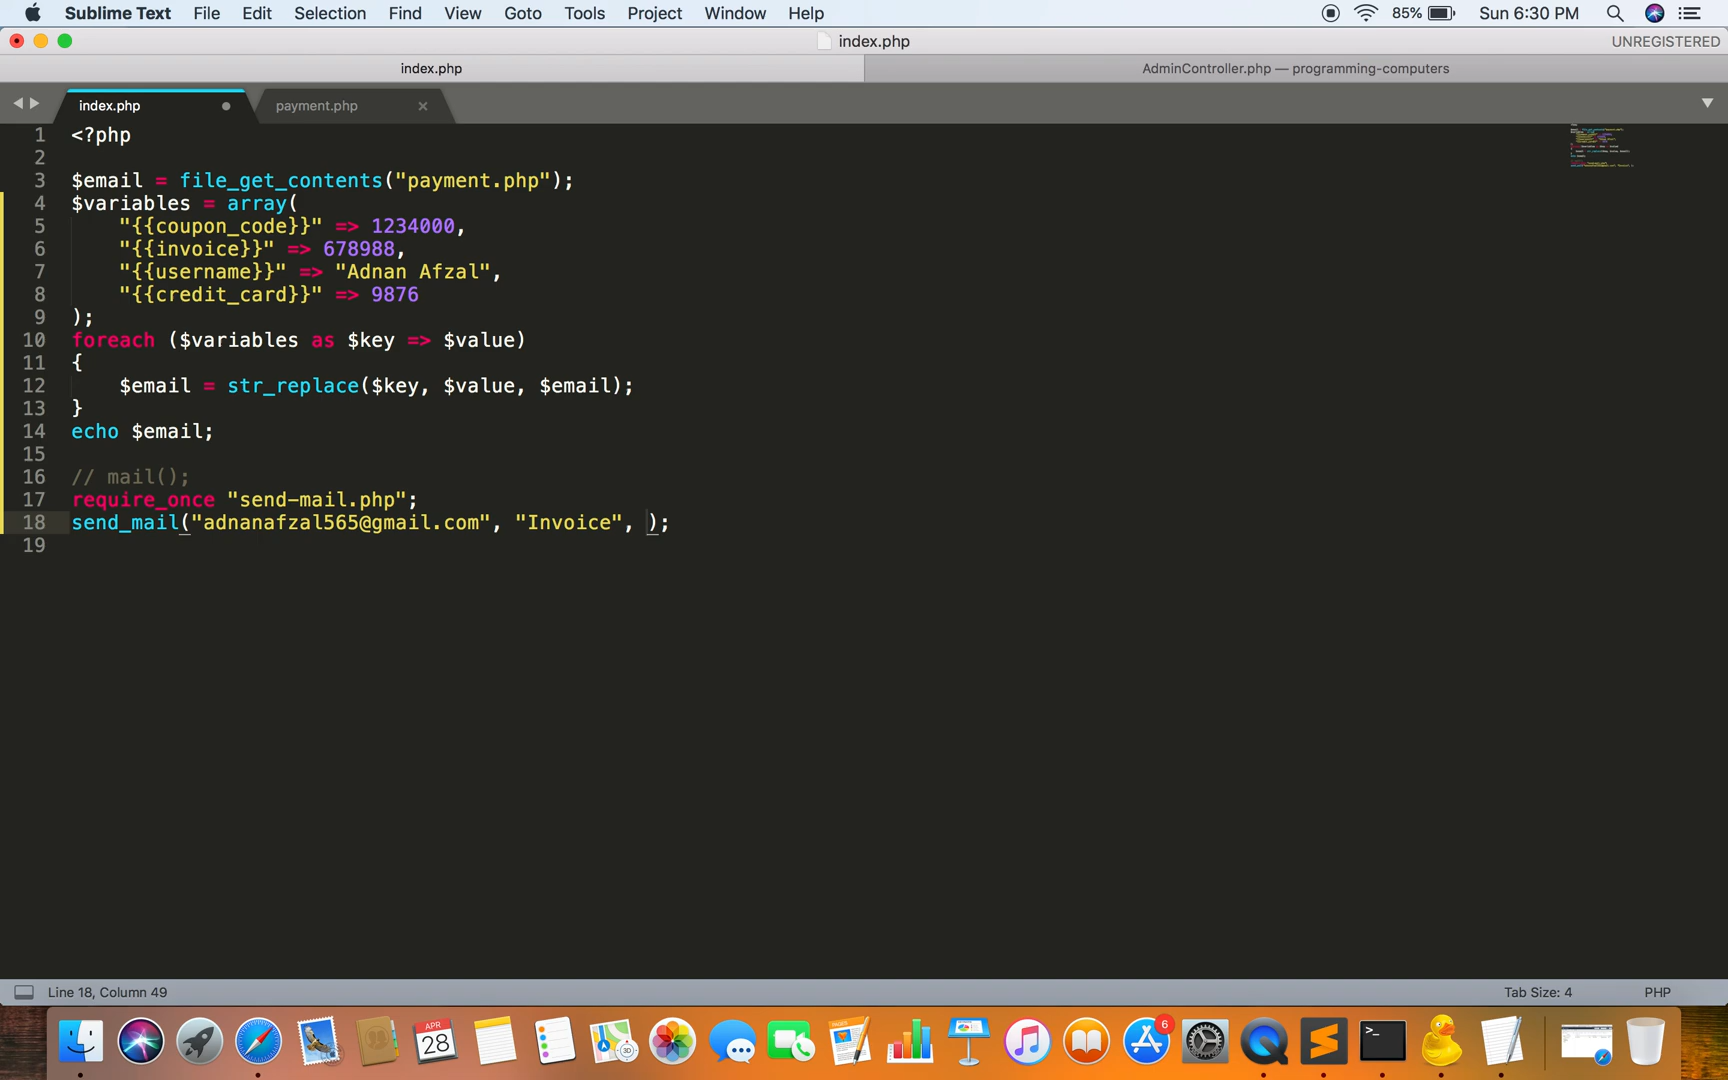 Sublime Text File Edit Selection Find View Goto Tools Project Window Help 85% Sun 6:30 PM
index.php UNREGISTERED
index.php AdminController.php — programming-computers
index.php payment.php
1 <?php
2
3 $email = file_get_contents("payment.php");
4 $variables = array(
5 "{{coupon_code}}" => 1234000,
6 "{{invoice}}" => 678988,
7 "{{username}}" => "Adnan Afzal",
8 "{{credit_card}}" => 9876
9 );
10 foreach ($variables as $key => $value)
11 {
12 $email = str_replace($key, $value, $email);
13 }
14 echo $email;
15
16 // mail();
17 require_once "send-mail.php";
18 send_mail("adnanafzal565@gmail.com", "Invoice", );
19
Line 18, Column 49 Tab Size: 4 PHP
APR
28
3D
PAGES
6
>_